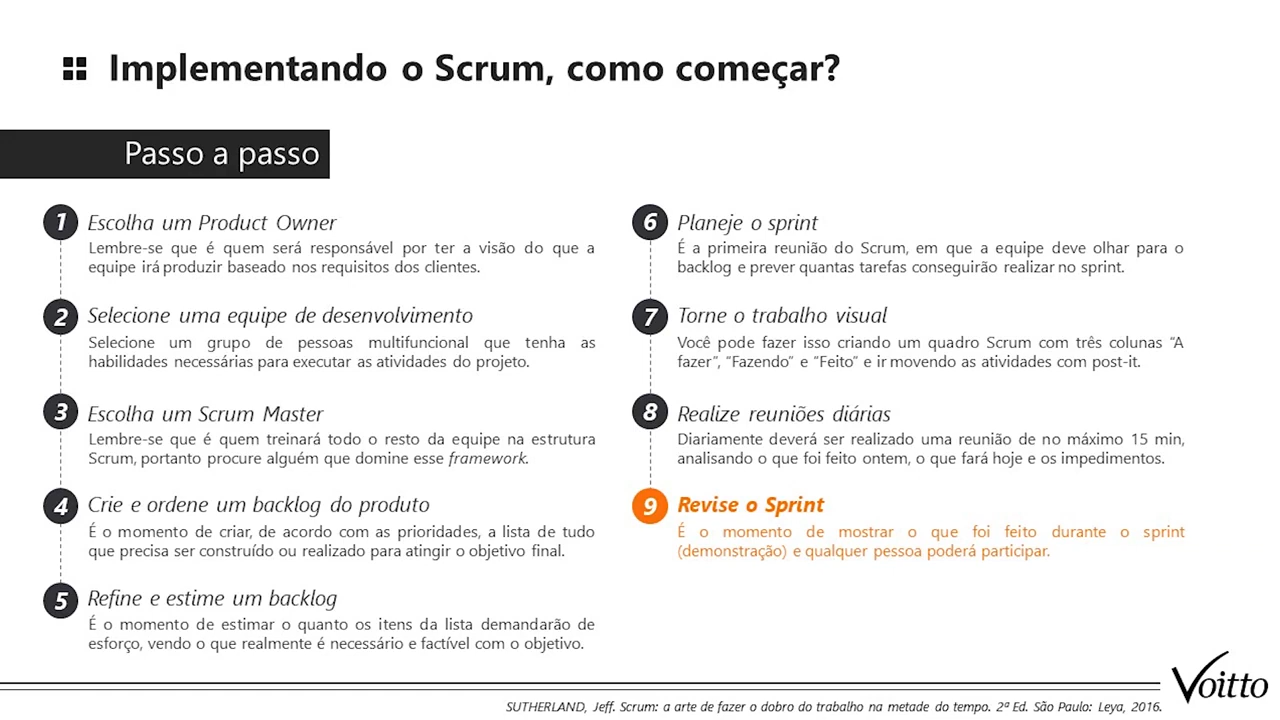 Implementando o Scrum, como começar?
Passo a passo
1 Escolha um Product Owner
Lembre-se que é quem será responsável por ter a visão do que a
equipe irá produzir baseado nos requisitos dos clientes.
2 Selecione uma equipe de desenvolvimento
Selecione um grupo de pessoas multifuncional que tenha as
habilidades necessárias para executar as atividades do projeto.
3 Escolha um Scrum Master
Lembre-se que é quem treinará todo o resto da equipe na estrutura
Scrum, portanto procure alguém que domine esse framework.
4 Crie e ordene um backlog do produto
É o momento de criar, de acordo com as prioridades, a lista de tudo
que precisa ser construído ou realizado para atingir o objetivo final.
5 Refine e estime um backlog
É o momento de estimar o quanto os itens da lista demandarão de
esforço, vendo o que realmente é necessário e factível com o objetivo.
6 Planeje o sprint
É a primeira reunião do Scrum, em que a equipe deve olhar para o
backlog e prever quantas tarefas conseguirão realizar no sprint.
7 Torne o trabalho visual
Você pode fazer isso criando um quadro Scrum com três colunas “A
fazer”, “Fazendo” e “Feito” e ir movendo as atividades com post-it.
8 Realize reuniões diárias
Diariamente deverá ser realizado uma reunião de no máximo 15 min,
analisando o que foi feito ontem, o que fará hoje e os impedimentos.
9 Revise o Sprint
É o momento de mostrar o que foi feito durante o sprint
(demonstração) e qualquer pessoa poderá participar.
Voitto
SUTHERLAND, Jeff. Scrum: a arte de fazer o dobro do trabalho na metade do tempo. 2ª Ed. São Paulo: Leya, 2016.